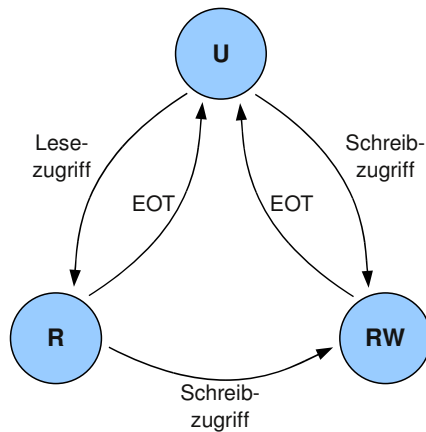 U
Lese-
zugriff
Schreib-
zugriff
EOT
EOT
R
RW
Schreib-
zugriff